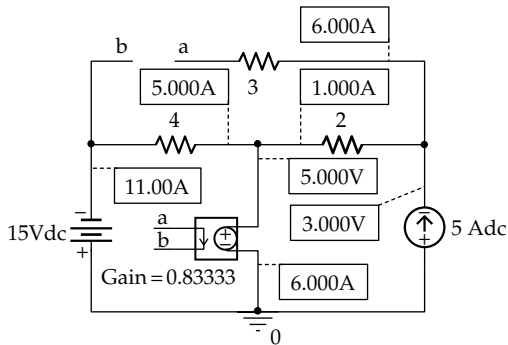 6.000A
b a
3
5.000A
1.000A
4
2
11.00A
5.000V
3.000V
−
15Vdc
+
a
b
±
−
+
5 Adc
Gain = 0.83333
6.000A
0